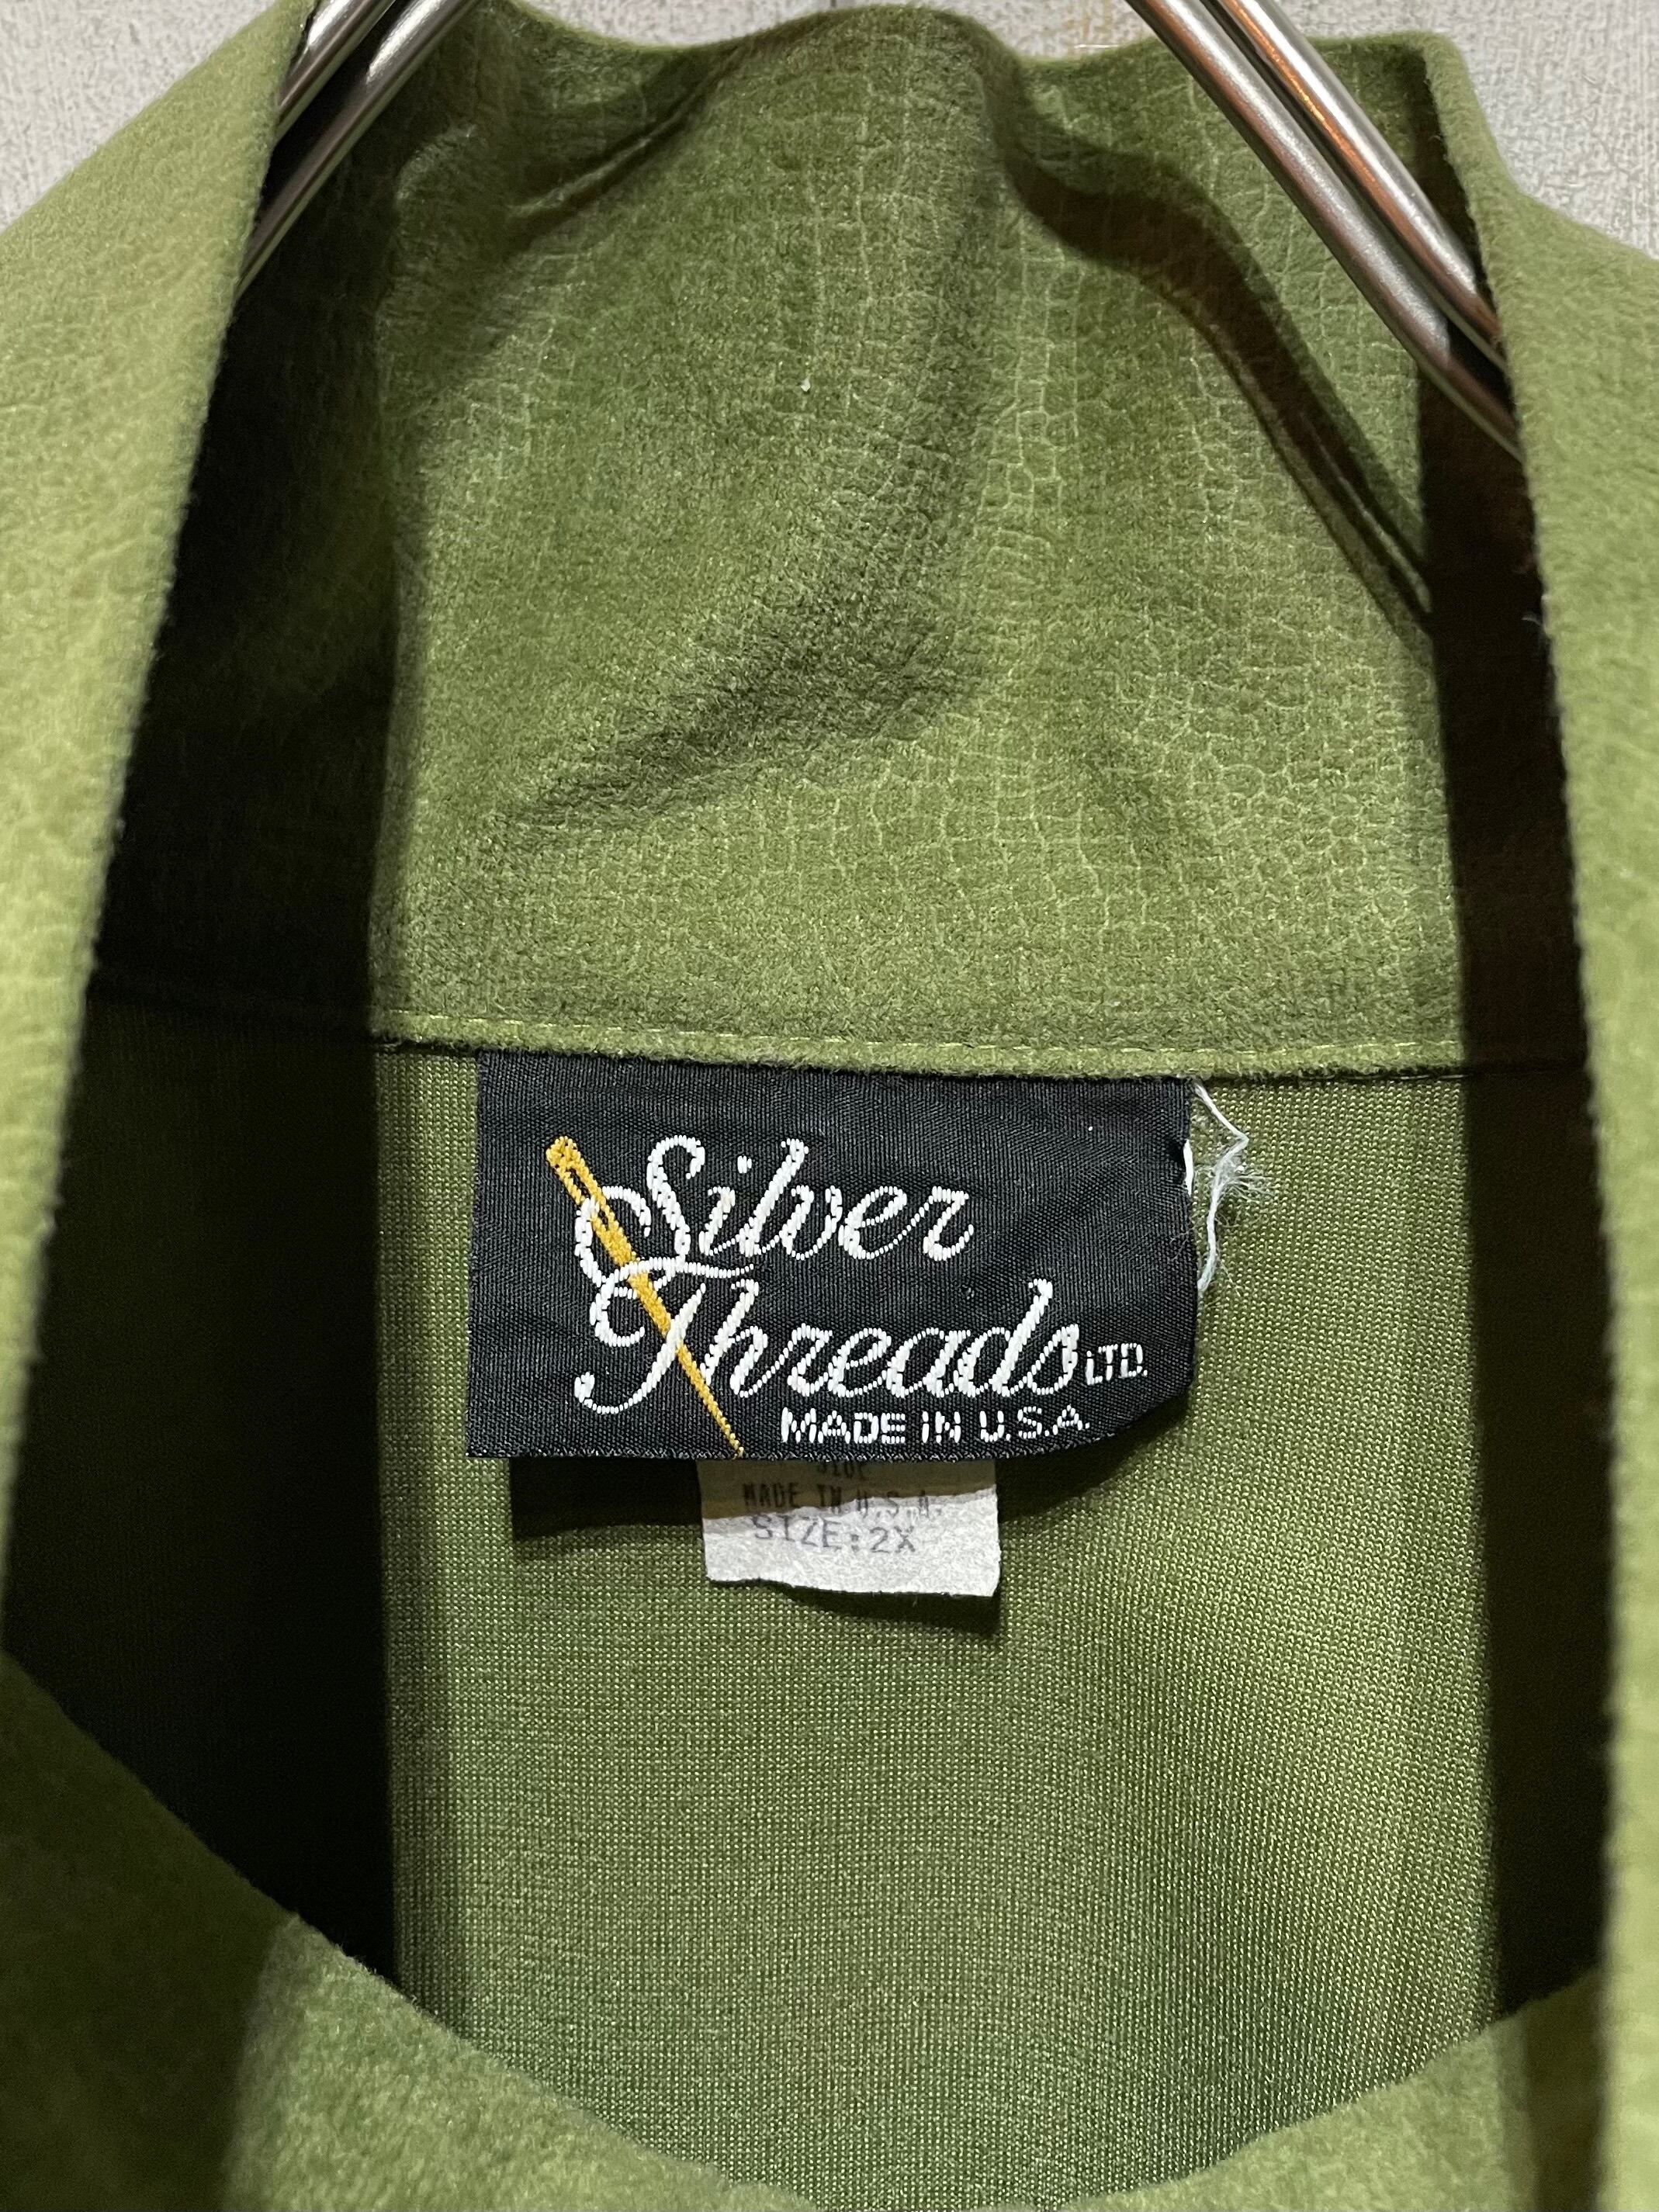 Silver
Threads LTD.
MADE IN U.S.A.
MADE IN U.S.A.
SIZE:2X